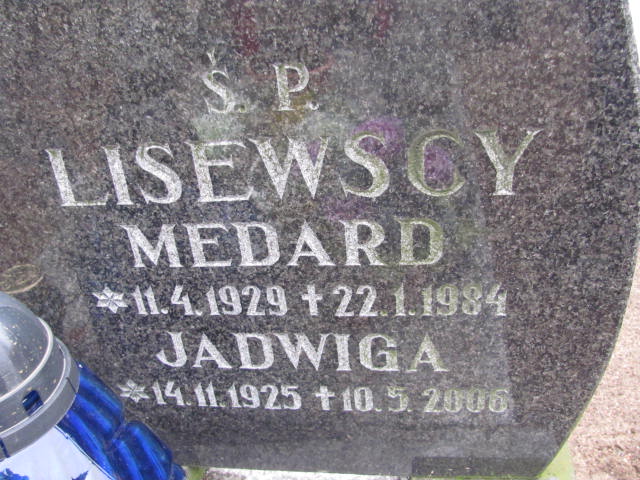 Ś. P.
LISEWSCY
MEDARD
* 11.4.1929 † 22.1.1984
JADWIGA
* 14.11.1925 † 10.5.2006